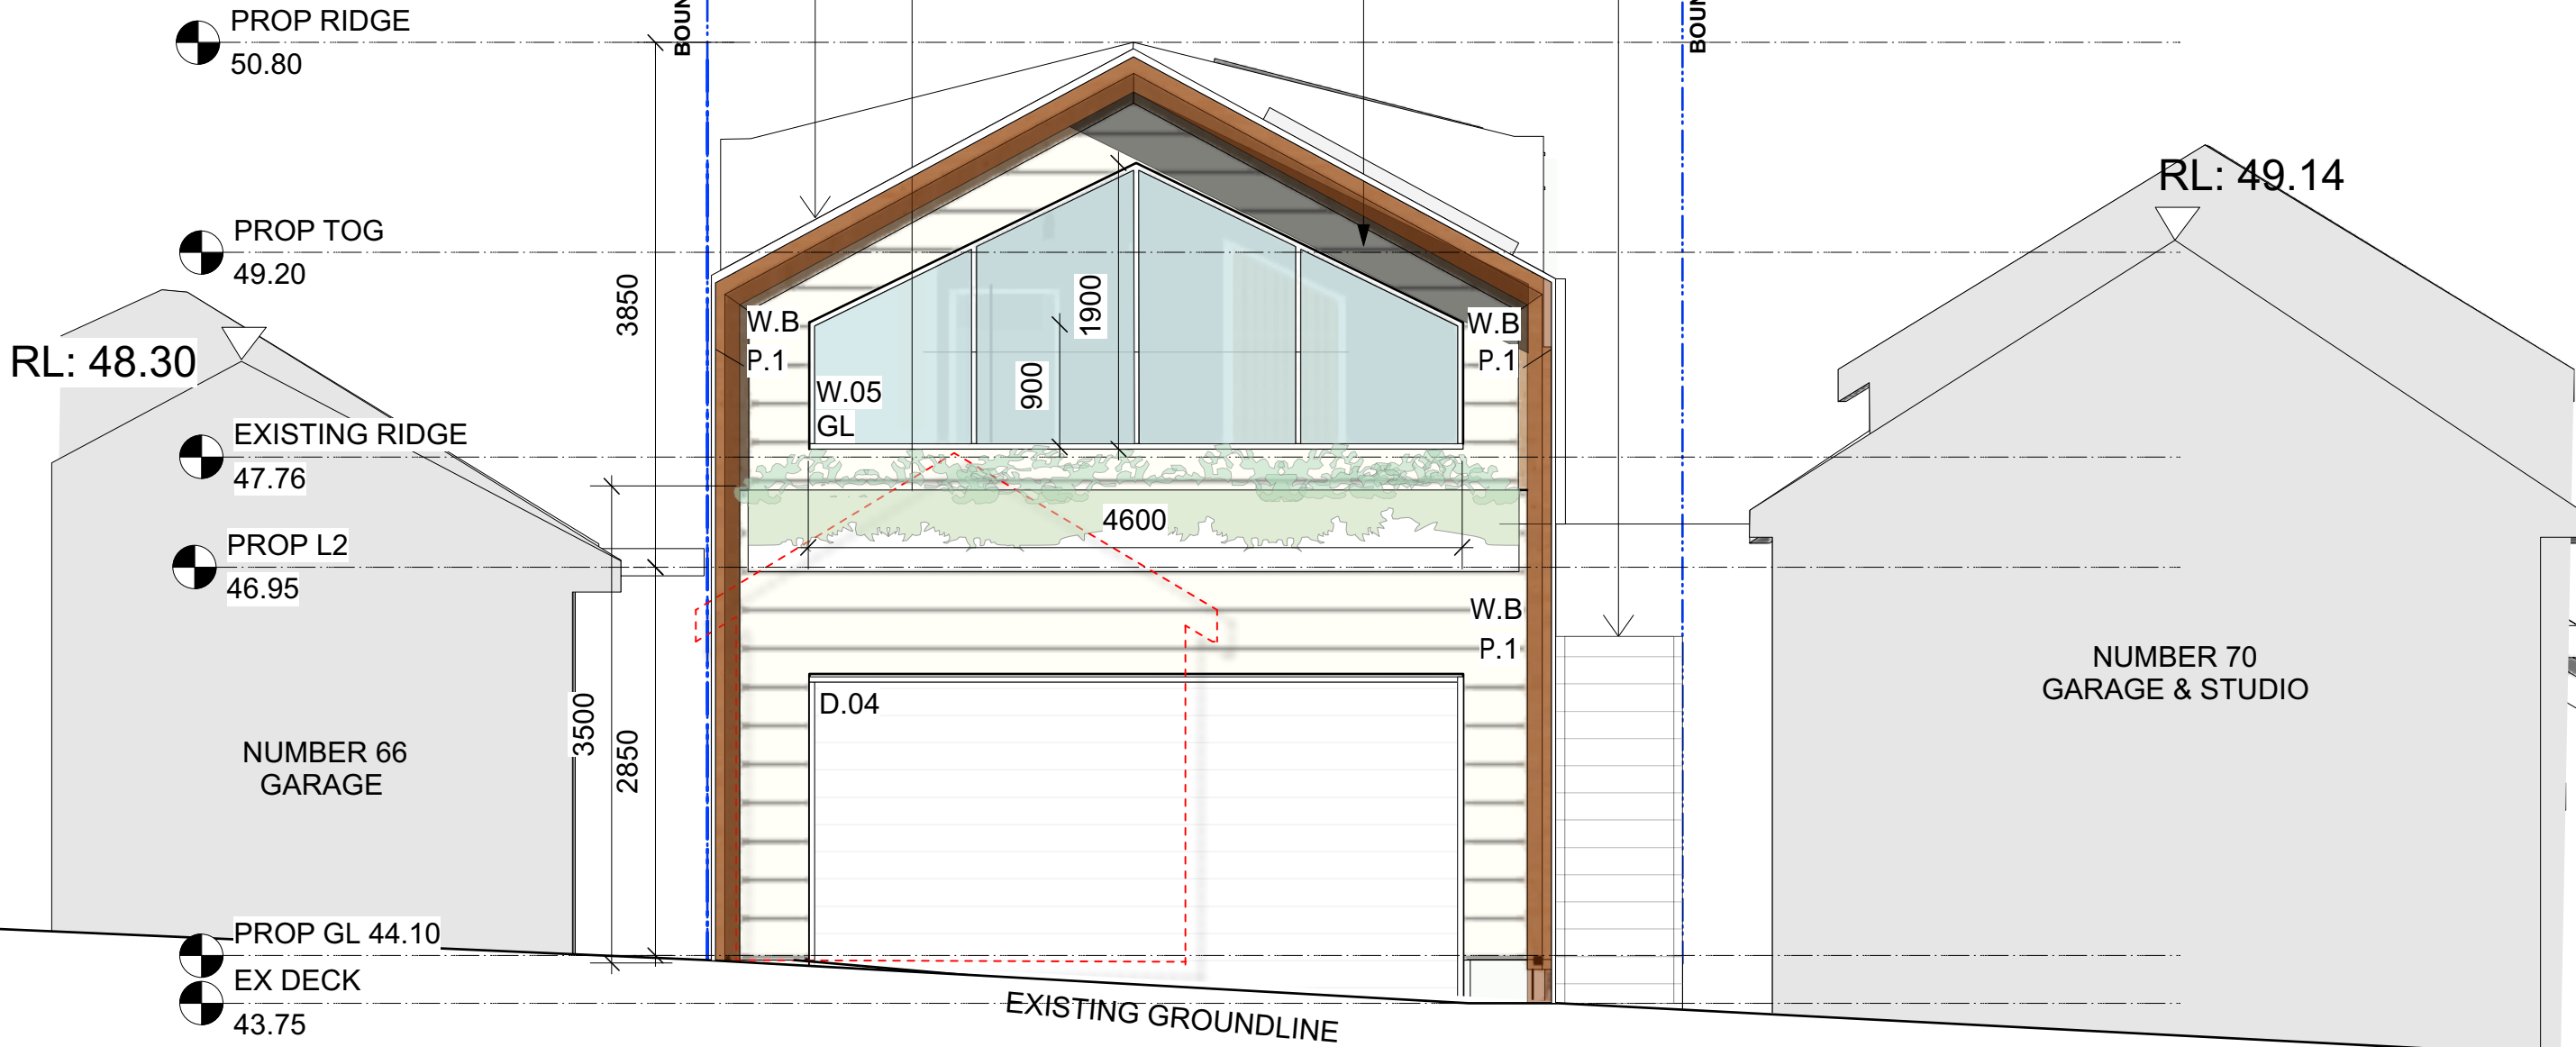 PROP RIDGE
50.80
BOUN
BOUN
PROP TOG
49.20
RL: 49.14
RL: 48.30
3850
1900
900
W.B
P.1
W.B
P.1
W.05
GL
EXISTING RIDGE
47.76
4600
PROP L2
46.95
W.B
P.1
D.04
3500
2850
NUMBER 66
GARAGE
NUMBER 70
GARAGE & STUDIO
PROP GL 44.10
EX DECK
43.75
EXISTING GROUNDLINE